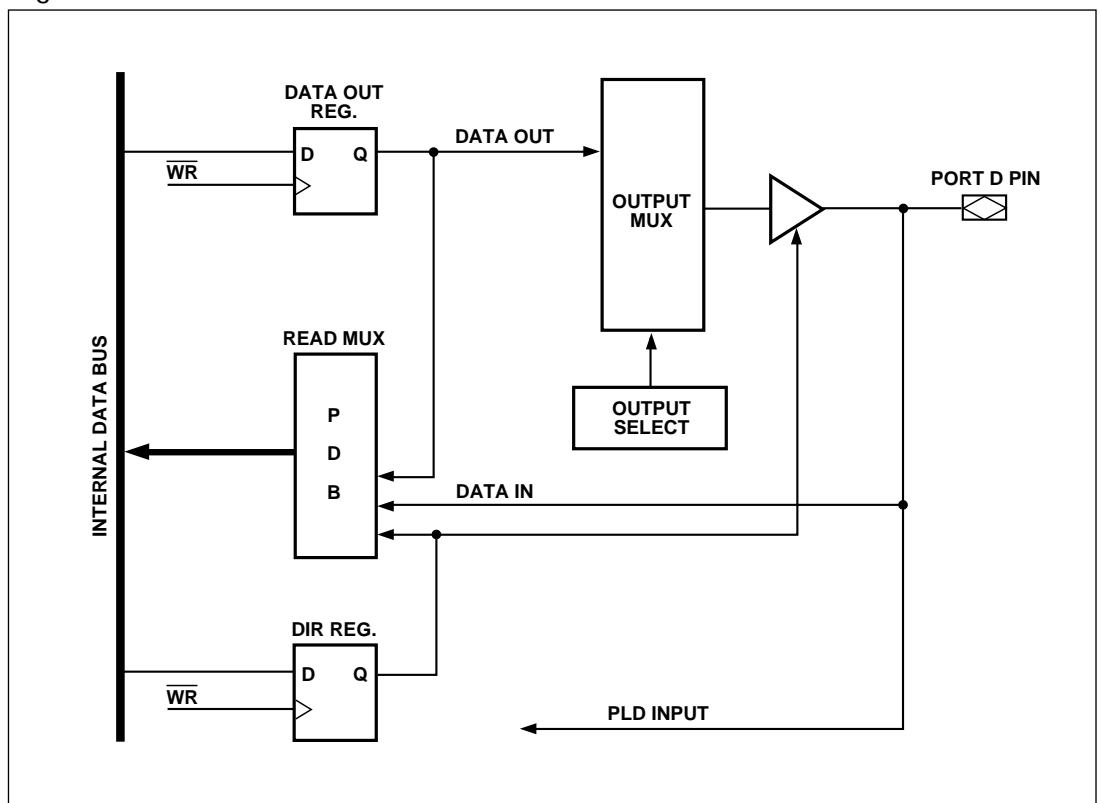 DATA OUT
REG.
D Q
WR
DATA OUT
OUTPUT
MUX
PORT D PIN
READ MUX
P
D
B
INTERNAL DATA BUS
OUTPUT
SELECT
DATA IN
DIR REG.
D Q
WR
PLD INPUT